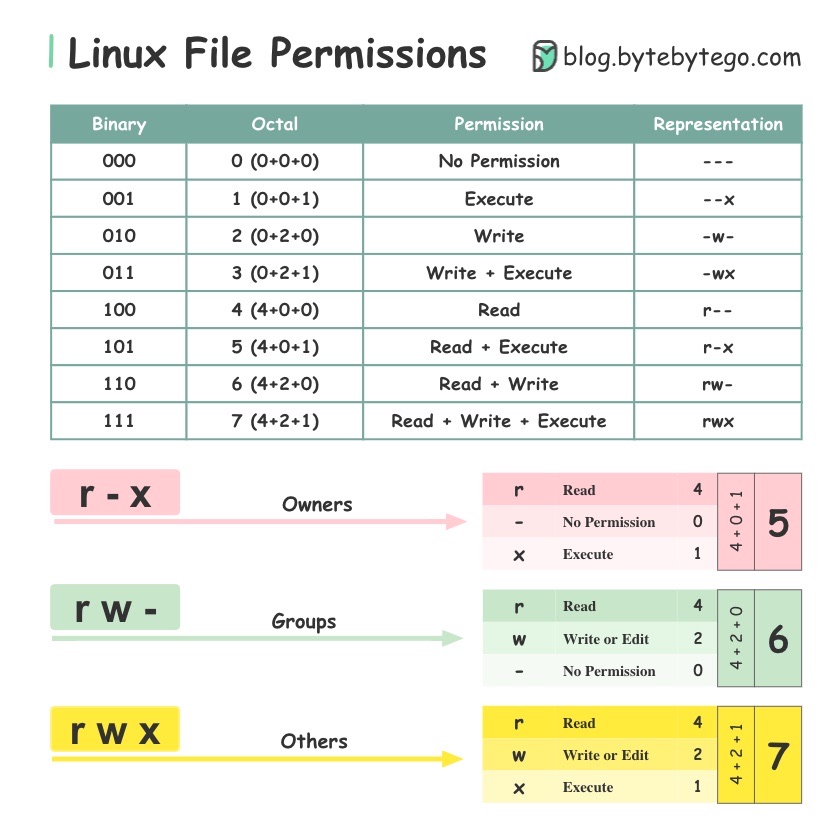 Linux File Permissions
blog.bytebytego.com
Binary Octal Permission Representation
000 0 (0+0+0) No Permission ---
001 1 (0+0+1) Execute --x
010 2 (0+2+0) Write -w-
011 3 (0+2+1) Write + Execute -wx
100 4 (4+0+0) Read r--
101 5 (4+0+1) Read + Execute r-x
110 6 (4+2+0) Read + Write rw-
111 7 (4+2+1) Read + Write + Execute rwx
r - x
Owners
r Read 4
- No Permission 0
x Execute 1
4+0+1
5
r w -
Groups
r Read 4
w Write or Edit 2
- No Permission 0
4+2+0
6
r w x
Others
r Read 4
w Write or Edit 2
x Execute 1
4+2+1
7